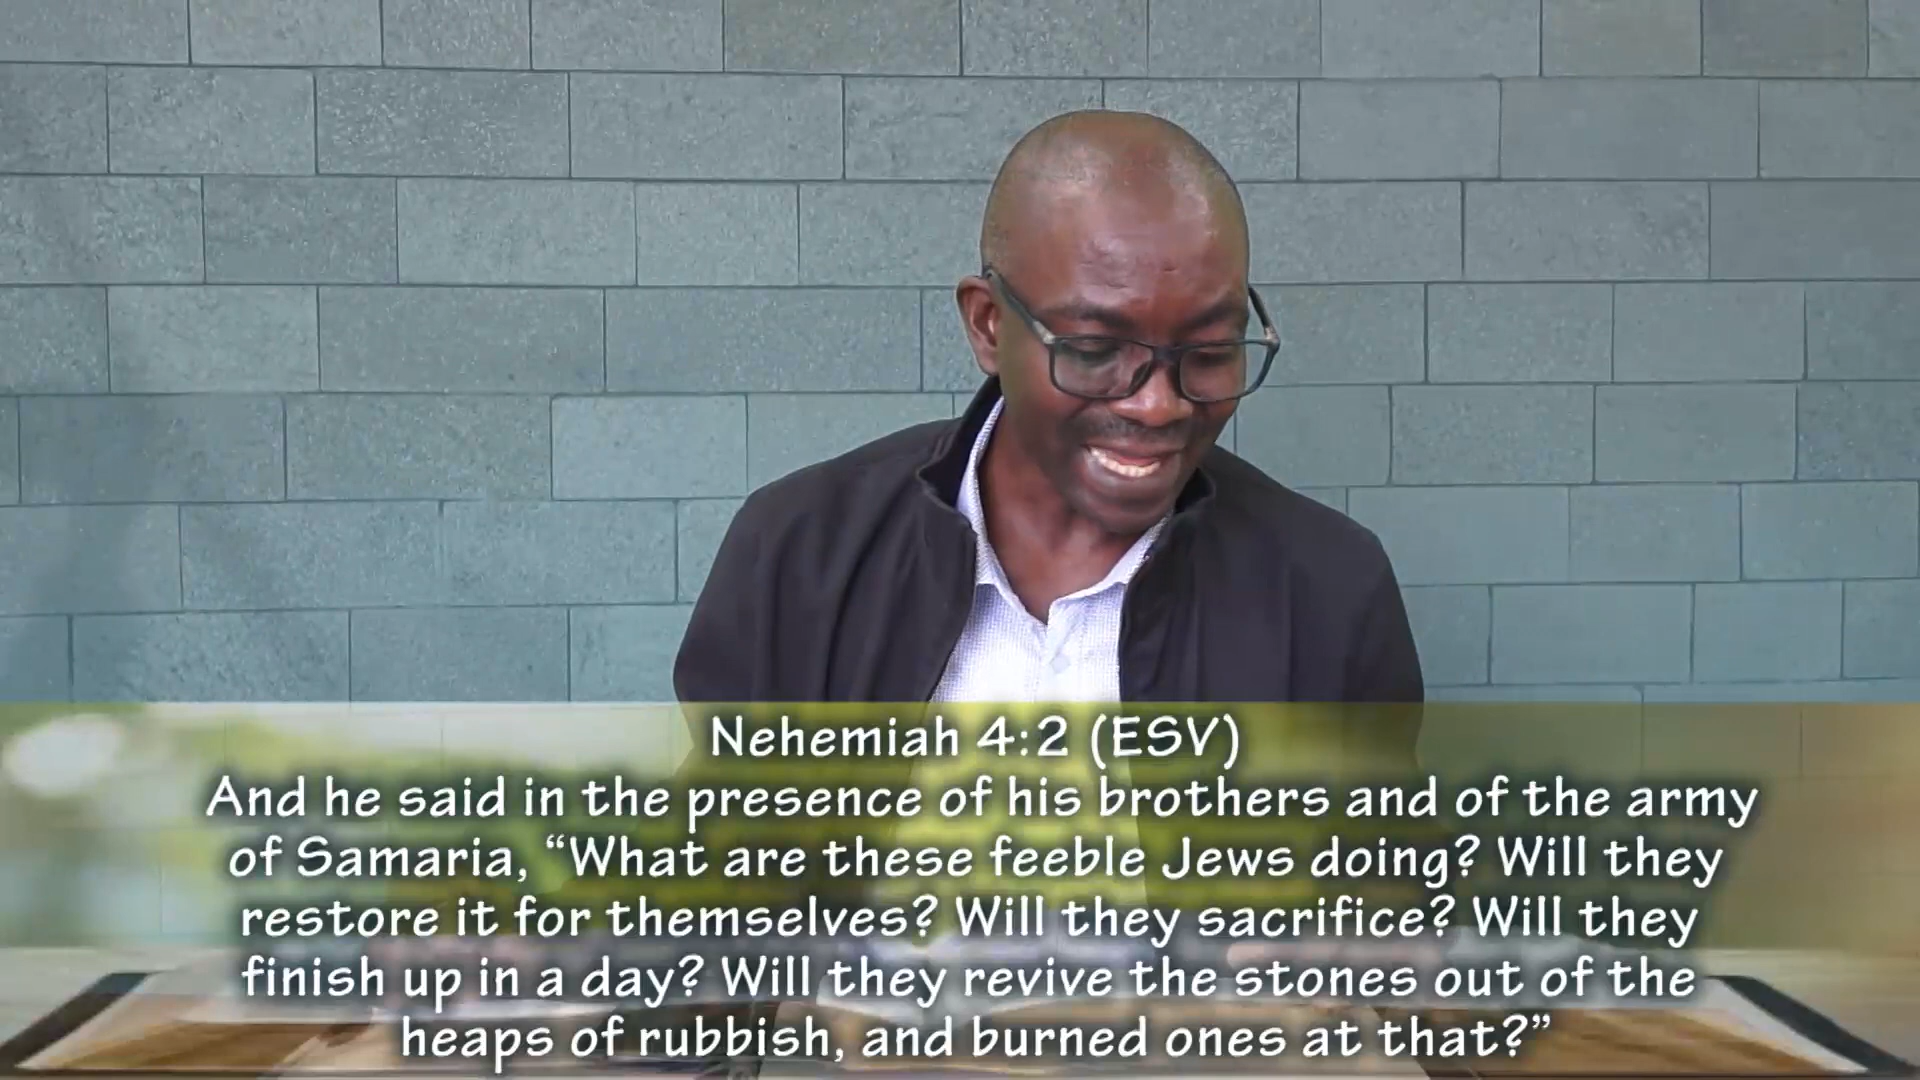 Nehemiah 4:2 (ESV)
And he said in the presence of his brothers and of the army
of Samaria, “What are these feeble Jews doing? Will they
restore it for themselves? Will they sacrifice? Will they
finish up in a day? Will they revive the stones out of the
heaps of rubbish, and burned ones at that?”